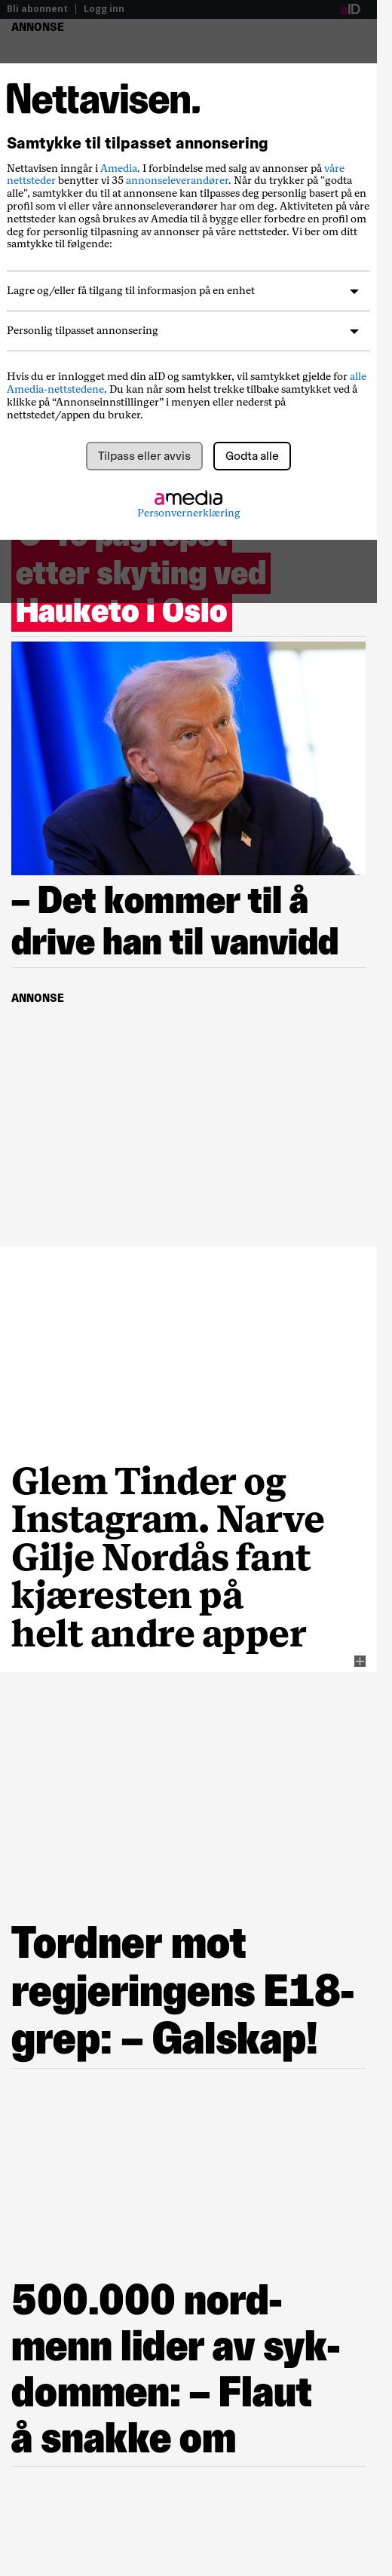 Bli abonnent | Logg inn
aID
ANNONSE
Nettavisen.
Samtykke til tilpasset annonsering
Nettavisen inngår i Amedia. I forbindelse med salg av annonser på våre
nettsteder benytter vi 35 annonseleverandører. Når du trykker på "godta
alle", samtykker du til at annonsene kan tilpasses deg personlig basert på en
profil som vi eller våre annonseleverandører har om deg. Aktiviteten på våre
nettsteder kan også brukes av Amedia til å bygge eller forbedre en profil om
deg for personlig tilpasning av annonser på våre nettsteder. Vi ber om ditt
samtykke til følgende:
Lagre og/eller få tilgang til informasjon på en enhet
Personlig tilpasset annonsering
Hvis du er innlogget med din aID og samtykker, vil samtykket gjelde for alle
Amedia-nettstedene. Du kan når som helst trekke tilbake samtykket ved å
klikke på “Annonseinnstillinger” i menyen eller nederst på
nettstedet/appen du bruker.
Tilpass eller avvis
Godta alle
amedia
Personvernerklæring
pågrepet
etter skyting ved
Hauketo i Oslo
– Det kommer til å
drive han til vanvidd
ANNONSE
Glem Tinder og
Instagram. Narve
Gilje Nordås fant
kjæresten på
helt andre apper
Tordner mot
regjeringens E18-
grep: – Galskap!
500.000 nord-
menn lider av syk-
dommen: – Flaut
å snakke om